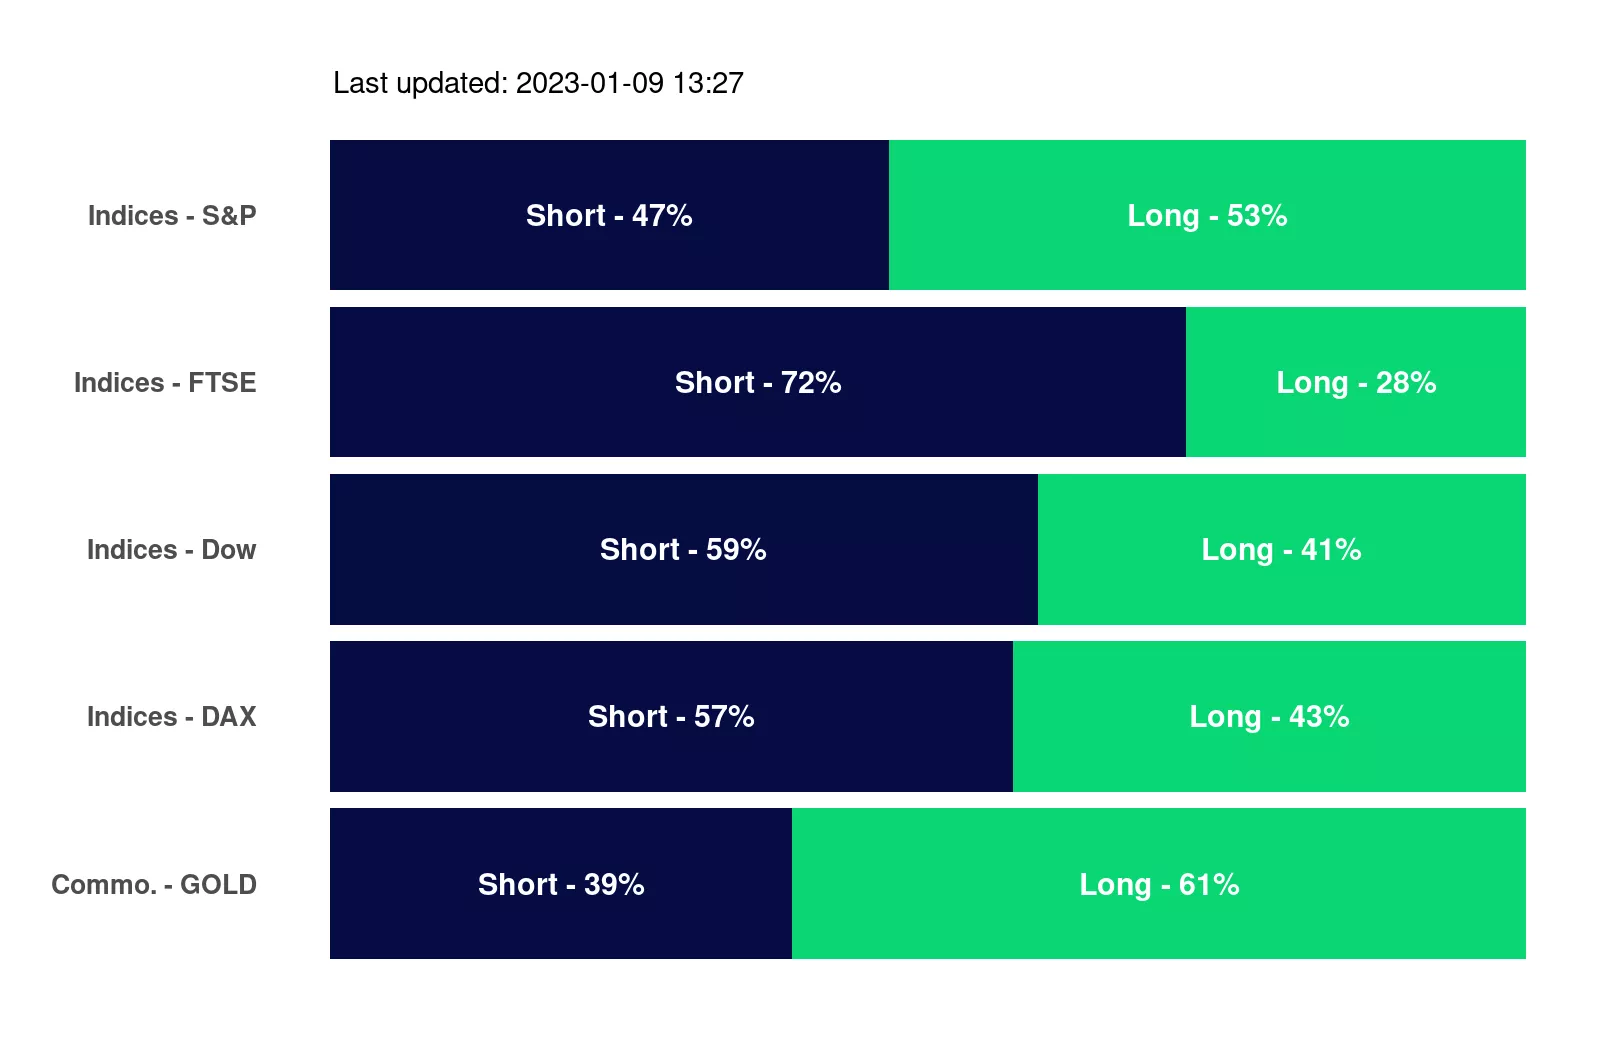 Last updated: 2023-01-09 13:27
Indices - S&P Short - 47% Long - 53%
Indices - FTSE Short - 72% Long - 28%
Indices - Dow Short - 59% Long - 41%
Indices - DAX Short - 57% Long - 43%
Commo. - GOLD Short - 39% Long - 61%